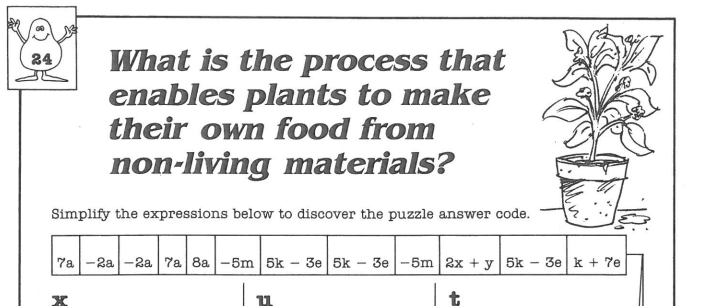 24
What is the process that
enables plants to make
their own food from
non-living materials?
Simplify the expressions below to discover the puzzle answer code.
7a −2a −2a 7a 8a −5m 5k − 3e 5k − 3e −5m 2x + y 5k − 3e k + 7e
x u t